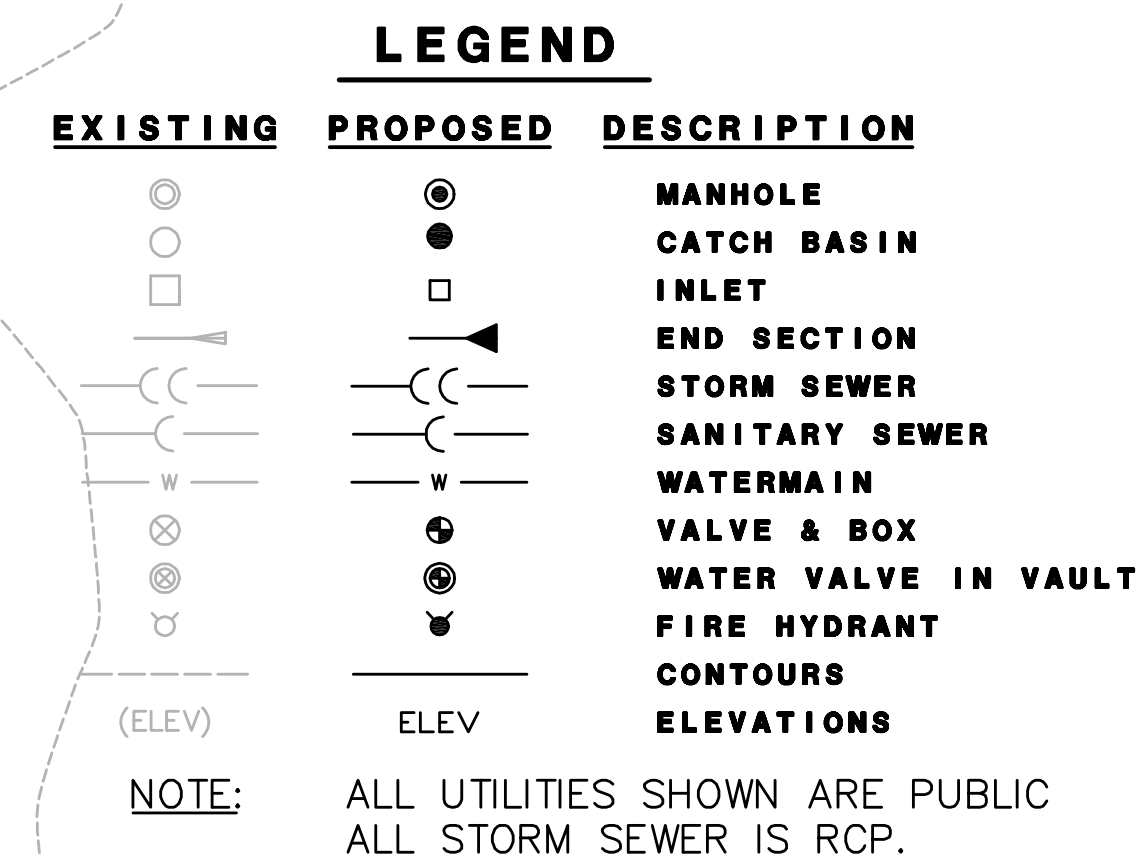 LEGEND
EXISTING PROPOSED DESCRIPTION
MANHOLE
CATCH BASIN
INLET
END SECTION
STORM SEWER
SANITARY SEWER
W W WATERMAIN
VALVE & BOX
WATER VALVE IN VAULT
FIRE HYDRANT
CONTOURS
(ELEV) ELEV ELEVATIONS
NOTE: ALL UTILITIES SHOWN ARE PUBLIC
ALL STORM SEWER IS RCP.